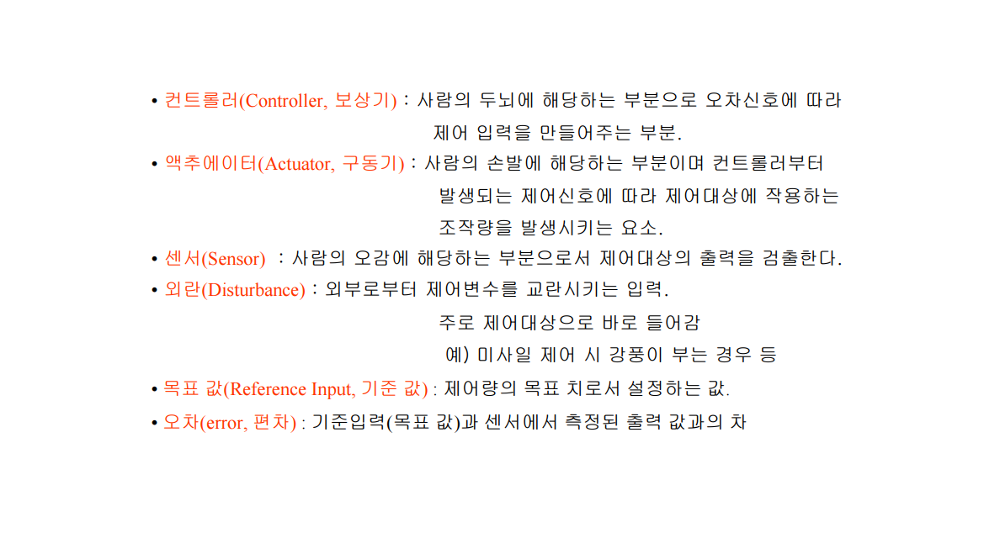 • 컨트롤러(Controller, 보상기) : 사람의 두뇌에 해당하는 부분으로 오차신호에 따라
제어 입력을 만들어주는 부분.
• 액추에이터(Actuator, 구동기) : 사람의 손발에 해당하는 부분이며 컨트롤러부터
발생되는 제어신호에 따라 제어대상에 작용하는
조작량을 발생시키는 요소.
• 센서(Sensor) : 사람의 오감에 해당하는 부분으로서 제어대상의 출력을 검출한다.
• 외란(Disturbance) : 외부로부터 제어변수를 교란시키는 입력.
주로 제어대상으로 바로 들어감
예) 미사일 제어 시 강풍이 부는 경우 등
• 목표 값(Reference Input, 기준 값) : 제어량의 목표 치로서 설정하는 값.
• 오차(error, 편차) : 기준입력(목표 값)과 센서에서 측정된 출력 값과의 차